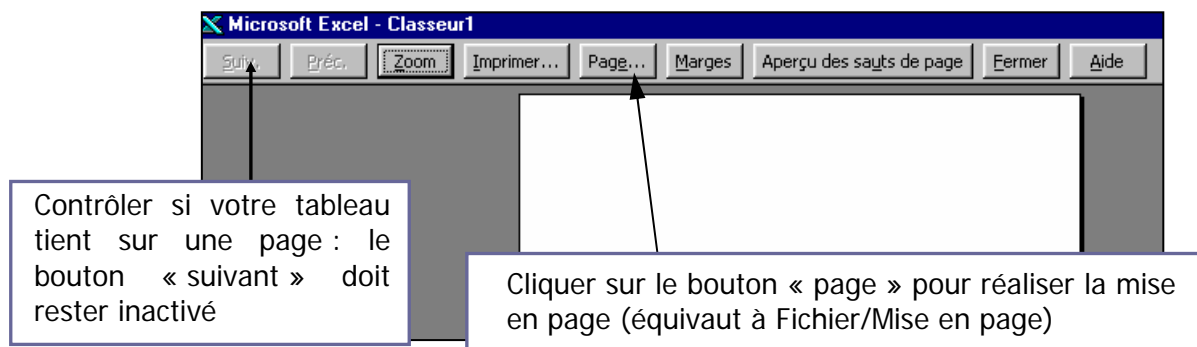 Microsoft Excel - Classeur1
Suiv. Préc. Zoom Imprimer... Page... Marges Aperçu des sauts de page Fermer Aide
Contrôler si votre tableau
tient sur une page : le
bouton « suivant » doit
rester inactivé
Cliquer sur le bouton « page » pour réaliser la mise
en page (équivaut à Fichier/Mise en page)